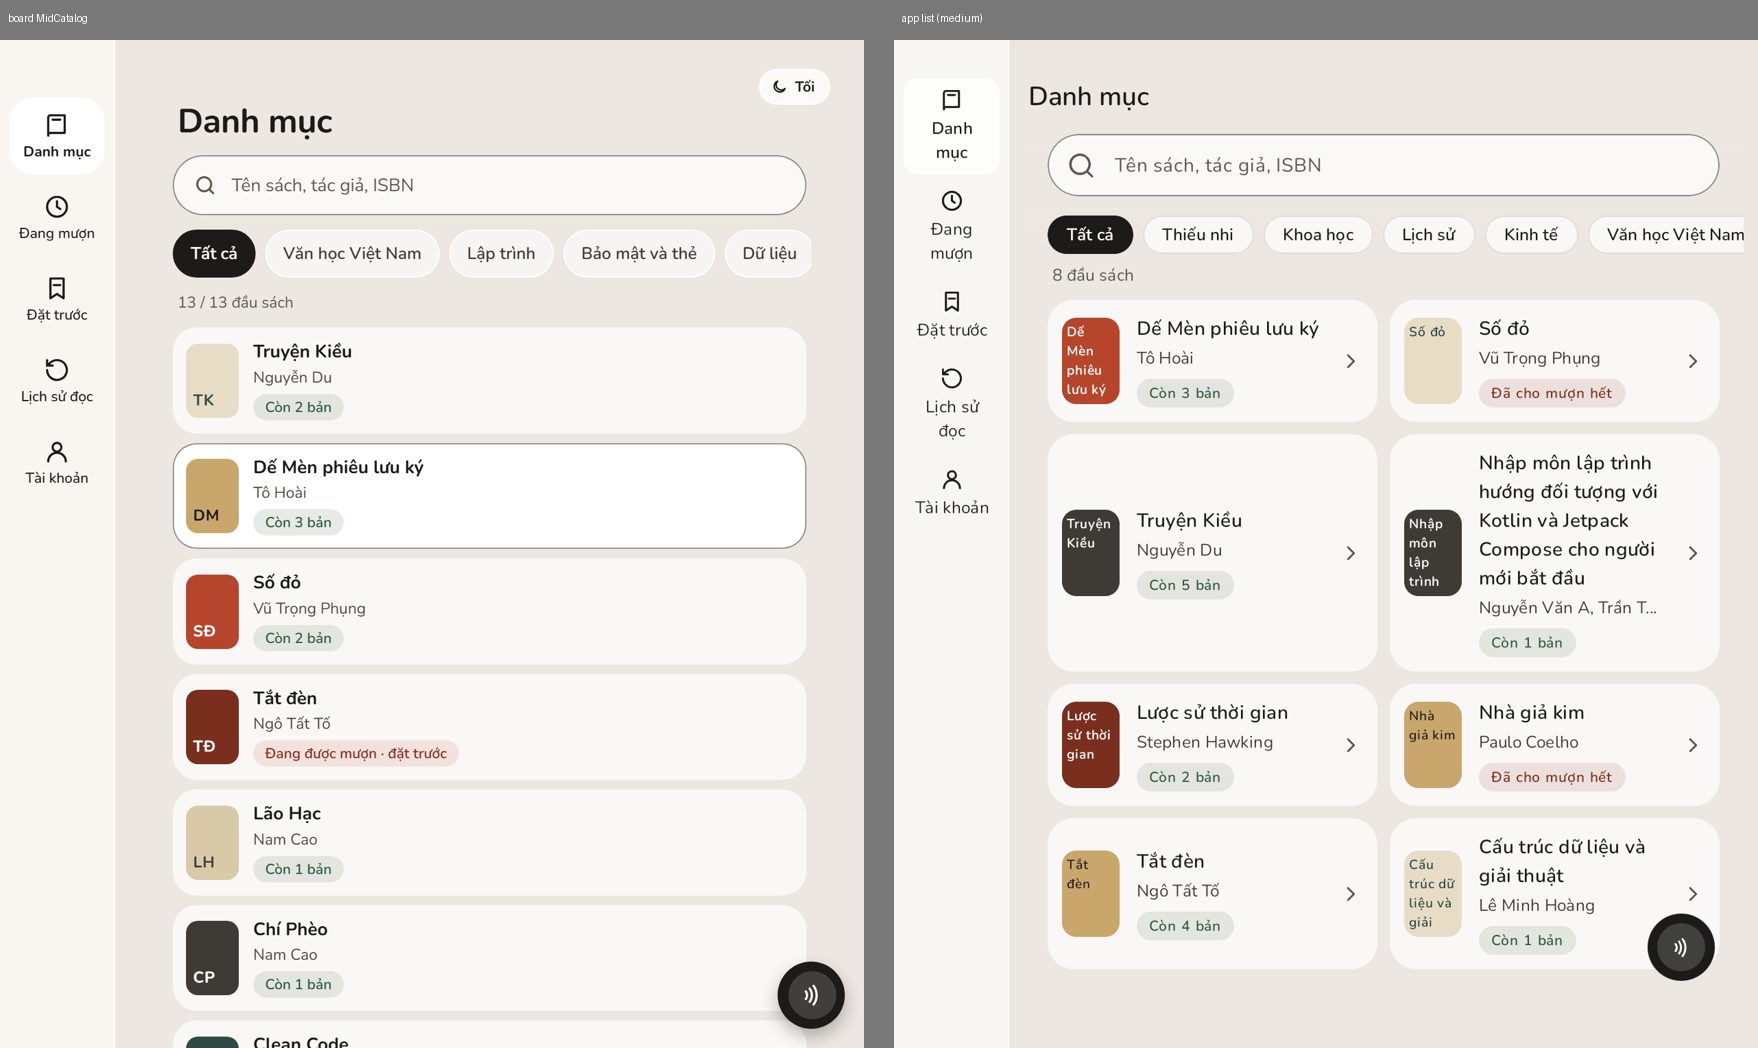 board MidCatalog
Danh mục
Đang mượn
Đặt trước
Lịch sử đọc
Tài khoản
Tối
Danh mục
Tên sách, tác giả, ISBN
Tất cả
Văn học Việt Nam
Lập trình
Bảo mật và thẻ
Dữ liệu
13 / 13 đầu sách
TK
Truyện Kiều
Nguyễn Du
Còn 2 bản
DM
Dế Mèn phiêu lưu ký
Tô Hoài
Còn 3 bản
SĐ
Số đỏ
Vũ Trọng Phụng
Còn 2 bản
TĐ
Tắt đèn
Ngô Tất Tố
Đang được mượn · đặt trước
LH
Lão Hạc
Nam Cao
Còn 1 bản
CP
Chí Phèo
Nam Cao
Còn 1 bản
Clean Code
app list (medium)
Danh
mục
Đang
mượn
Đặt trước
Lịch sử
đọc
Tài khoản
Danh mục
Tên sách, tác giả, ISBN
Tất cả
Thiếu nhi
Khoa học
Lịch sử
Kinh tế
Văn học Việt Nam
8 đầu sách
Dế
Mèn
phiêu
lưu ký
Dế Mèn phiêu lưu ký
Tô Hoài
Còn 3 bản
Số đỏ
Số đỏ
Vũ Trọng Phụng
Đã cho mượn hết
Truyện
Kiều
Truyện Kiều
Nguyễn Du
Còn 5 bản
Nhập
môn
lập
trình
Nhập môn lập trình
hướng đối tượng với
Kotlin và Jetpack
Compose cho người
mới bắt đầu
Nguyễn Văn A, Trần T...
Còn 1 bản
Lược
sử thời
gian
Lược sử thời gian
Stephen Hawking
Còn 2 bản
Nhà
giả kim
Nhà giả kim
Paulo Coelho
Đã cho mượn hết
Tắt
đèn
Tắt đèn
Ngô Tất Tố
Còn 4 bản
Cấu
trúc dữ
liệu và
giải
Cấu trúc dữ liệu và
giải thuật
Lê Minh Hoàng
Còn 1 bản